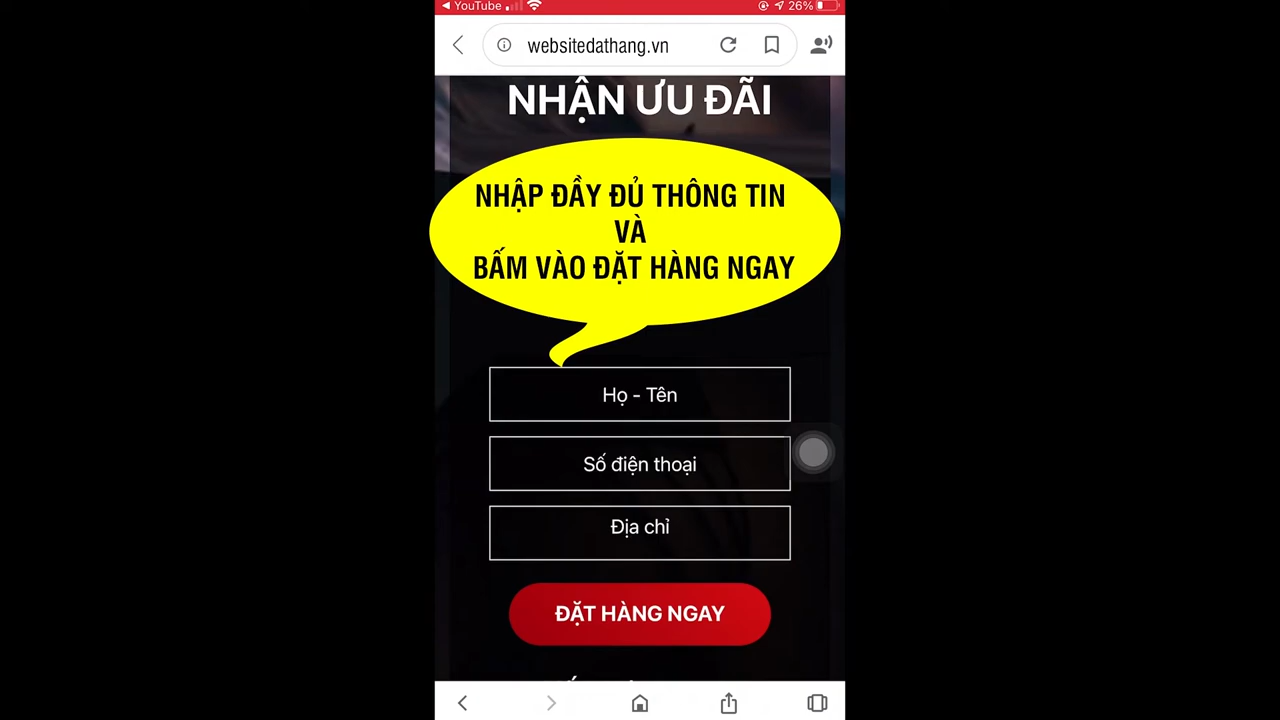 YouTube
26%
websitedathang.vn
NHẬN ƯU ĐÃI
NHẬP ĐẦY ĐỦ THÔNG TIN
VÀ
BẤM VÀO ĐẶT HÀNG NGAY
Họ - Tên
Số điện thoại
Địa chỉ
ĐẶT HÀNG NGAY